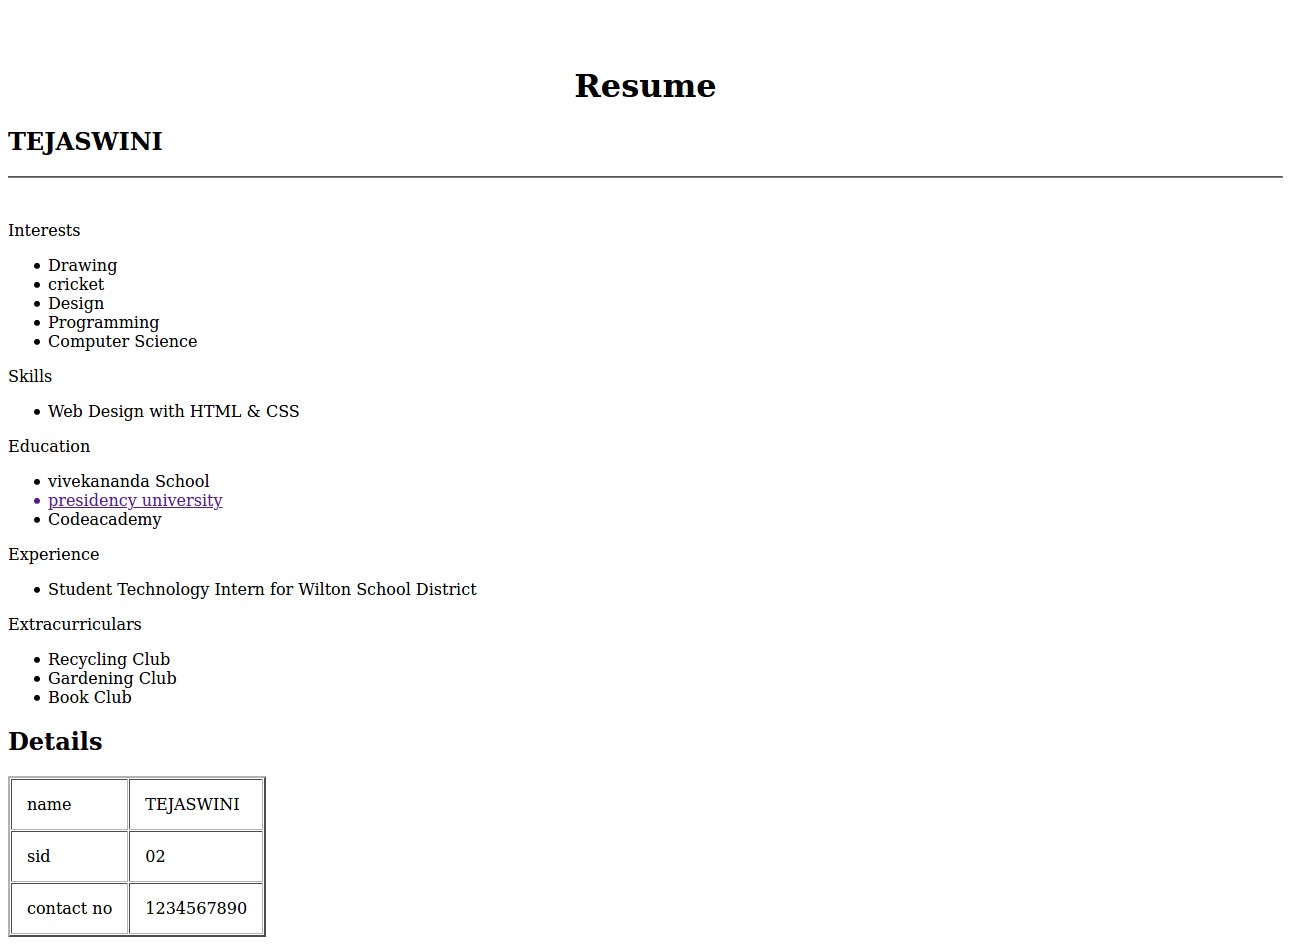 Resume
TEJASWINI
Interests
Drawing
cricket
Design
Programming
Computer Science
Skills
Web Design with HTML & CSS
Education
vivekananda School
presidency university
Codeacademy
Experience
Student Technology Intern for Wilton School District
Extracurriculars
Recycling Club
Gardening Club
Book Club
Details
name TEJASWINI
sid 02
contact no 1234567890